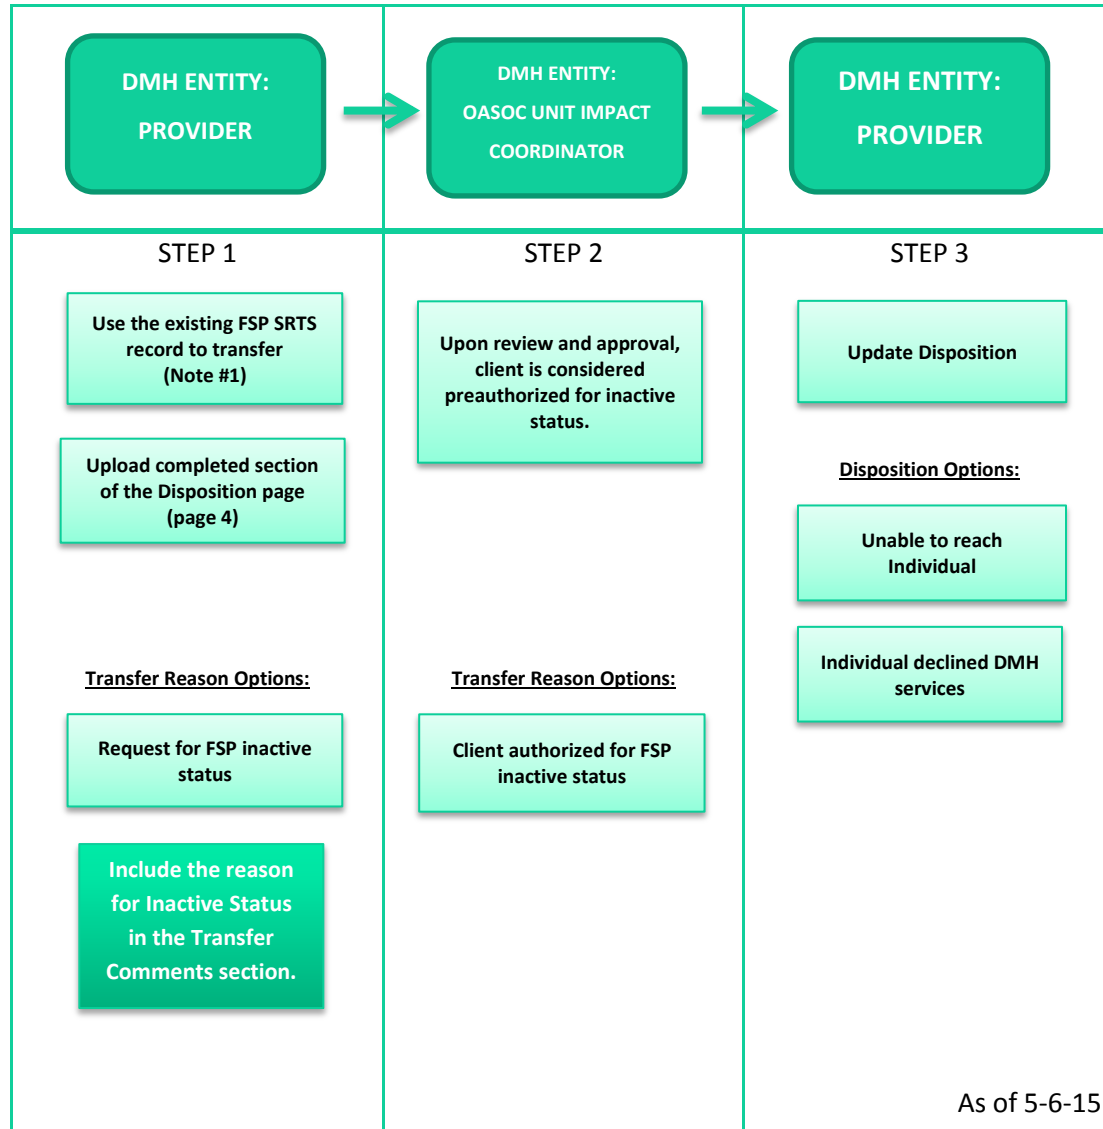 DMH ENTITY:
PROVIDER
DMH ENTITY:
OASOC UNIT IMPACT
COORDINATOR
DMH ENTITY:
PROVIDER
STEP 1
Use the existing FSP SRTS
record to transfer
(Note #1)
Upload completed section
of the Disposition page
(page 4)
Transfer Reason Options:
Request for FSP inactive
status
Include the reason
for Inactive Status
in the Transfer
Comments section.
STEP 2
Upon review and approval,
client is considered
preauthorized for inactive
status.
Transfer Reason Options:
Client authorized for FSP
inactive status
STEP 3
Update Disposition
Disposition Options:
Unable to reach
Individual
Individual declined DMH
services
As of 5-6-15